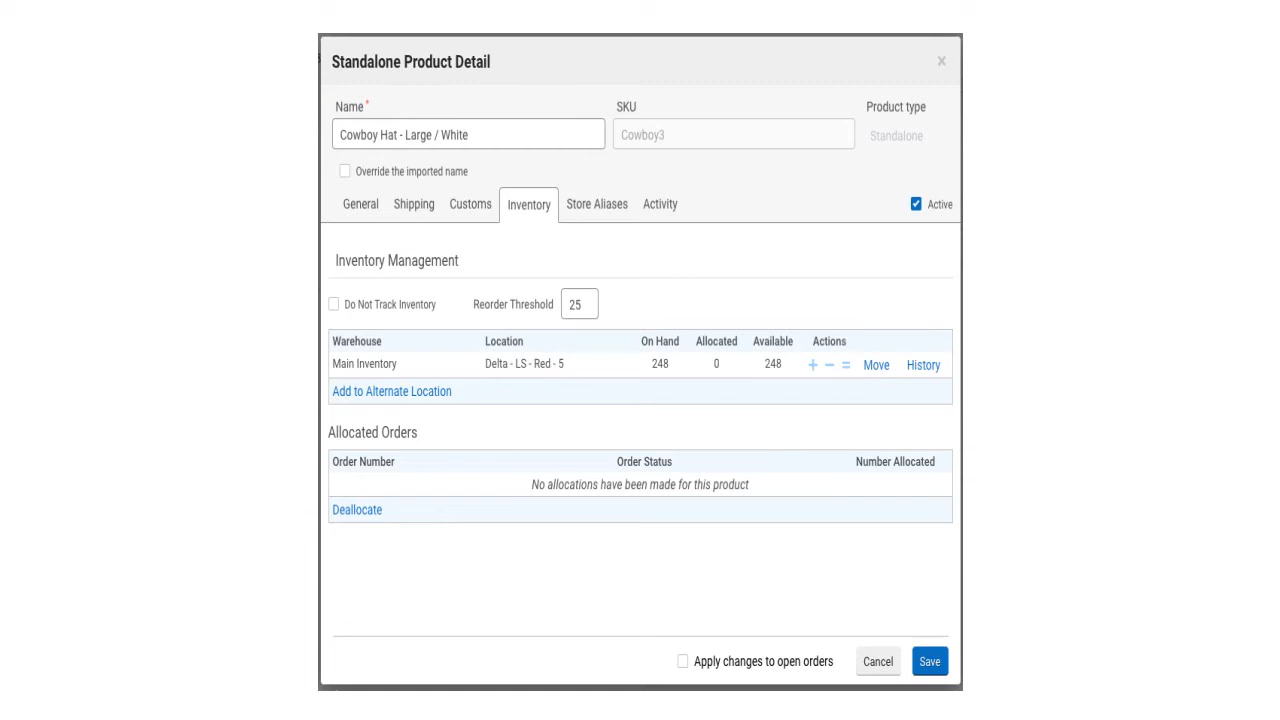 Standalone Product Detail ×
Name * SKU Product type
Cowboy Hat - Large / White Cowboy3 Standalone
Override the imported name
General Shipping Customs Inventory Store Aliases Activity Active
Inventory Management
Do Not Track Inventory Reorder Threshold 25
Warehouse Location On Hand Allocated Available Actions
Main Inventory Delta - LS - Red - 5 248 0 248 + − = Move History
Add to Alternate Location
Allocated Orders
Order Number Order Status Number Allocated
No allocations have been made for this product
Deallocate
Apply changes to open orders Cancel Save